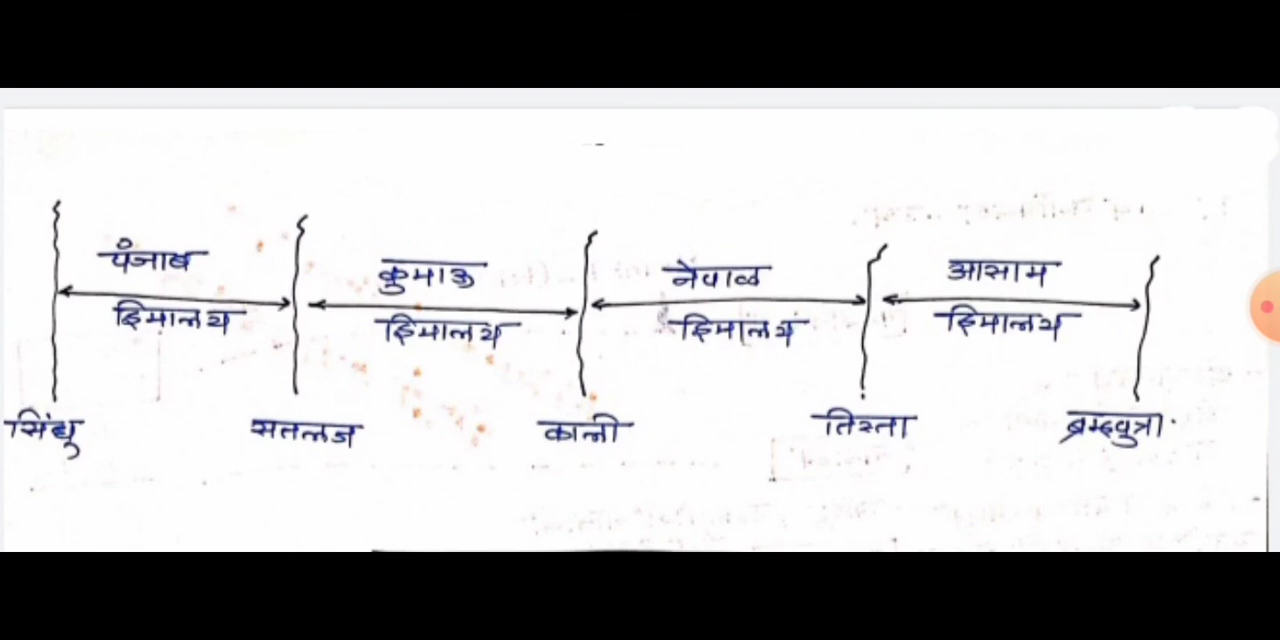 पंजाब
हिमालय
कुमाऊ
हिमालय
नेपाळ
हिमालय
आसाम
हिमालय
सिंधु
सतलज
काली
तिस्ता
ब्रम्हपुत्रा